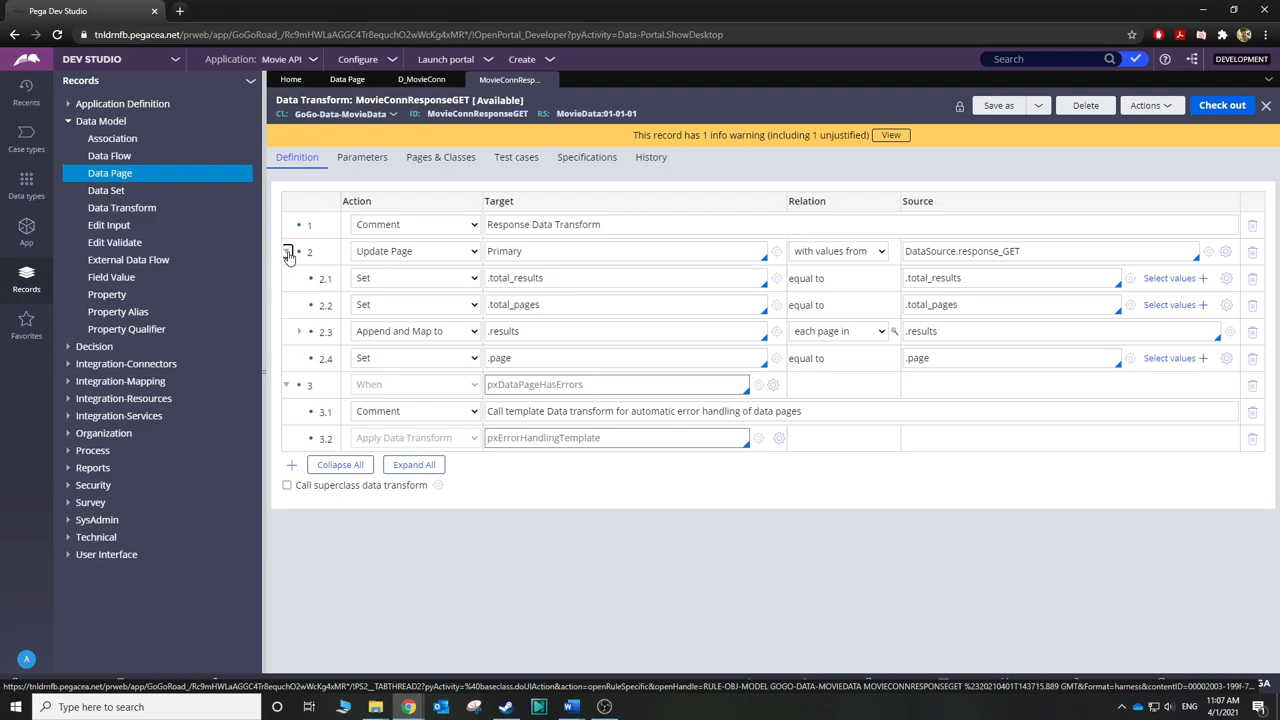 Pega Dev Studio
tnldrnfb.pegacea.net/prweb/app/GoGoRoad_/Rc9mHWLaAGGC4Tr8equchO2wWcKg4xMR*/!OpenPortal_Developer?pyActivity=Data-Portal.ShowDesktop
DEV STUDIO Application: Movie API Configure Launch portal Create Search DEVELOPMENT
Recents
Case types
Data types
App
Records
Favorites
A
Records
Application Definition
Data Model
Association
Data Flow
Data Page
Data Set
Data Transform
Edit Input
Edit Validate
External Data Flow
Field Value
Property
Property Alias
Property Qualifier
Decision
Integration-Connectors
Integration-Mapping
Integration-Resources
Integration-Services
Organization
Process
Reports
Security
Survey
SysAdmin
Technical
User Interface
Home Data Page D_MovieConn MovieConnResp...
Data Transform: MovieConnResponseGET [Available]
CL: GoGo-Data-MovieData ID: MovieConnResponseGET RS: MovieData:01-01-01
Save as Delete Actions Check out
This record has 1 info warning (including 1 unjustified) View
Definition Parameters Pages & Classes Test cases Specifications History
Action Target Relation Source
1 Comment Response Data Transform
2 Update Page Primary with values from DataSource.response_GET
2.1 Set .total_results equal to .total_results Select values
2.2 Set .total_pages equal to .total_pages Select values
2.3 Append and Map to .results each page in .results
2.4 Set .page equal to .page Select values
3 When pxDataPageHasErrors
3.1 Comment Call template Data transform for automatic error handling of data pages
3.2 Apply Data Transform pxErrorHandlingTemplate
Collapse All Expand All
Call superclass data transform
Type here to search
11:07 AM
4/1/2021